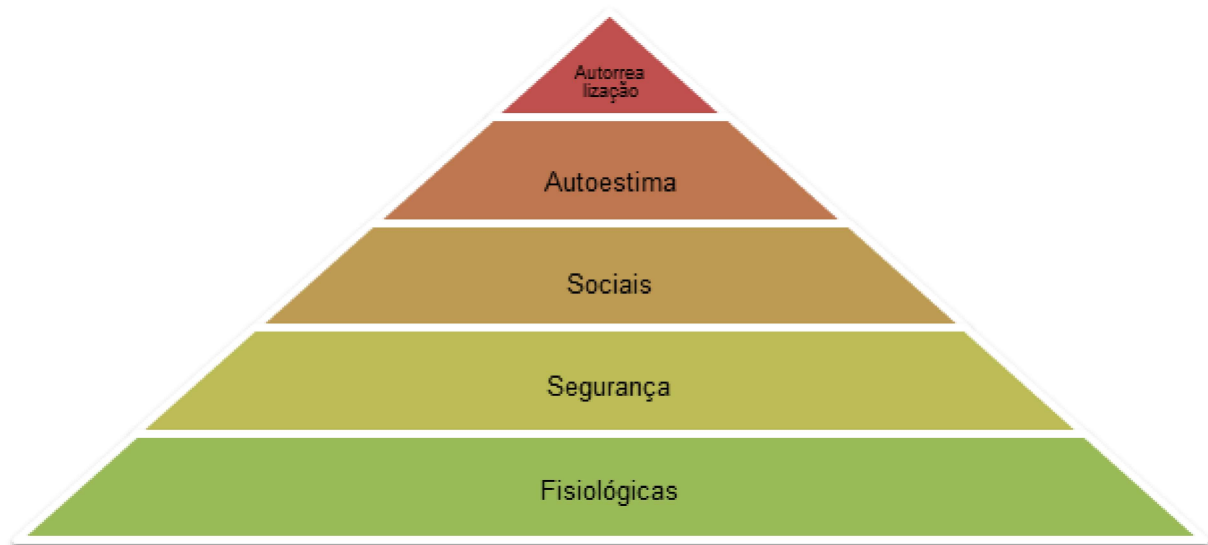 Autorrea
lização
Autoestima
Sociais
Segurança
Fisiológicas